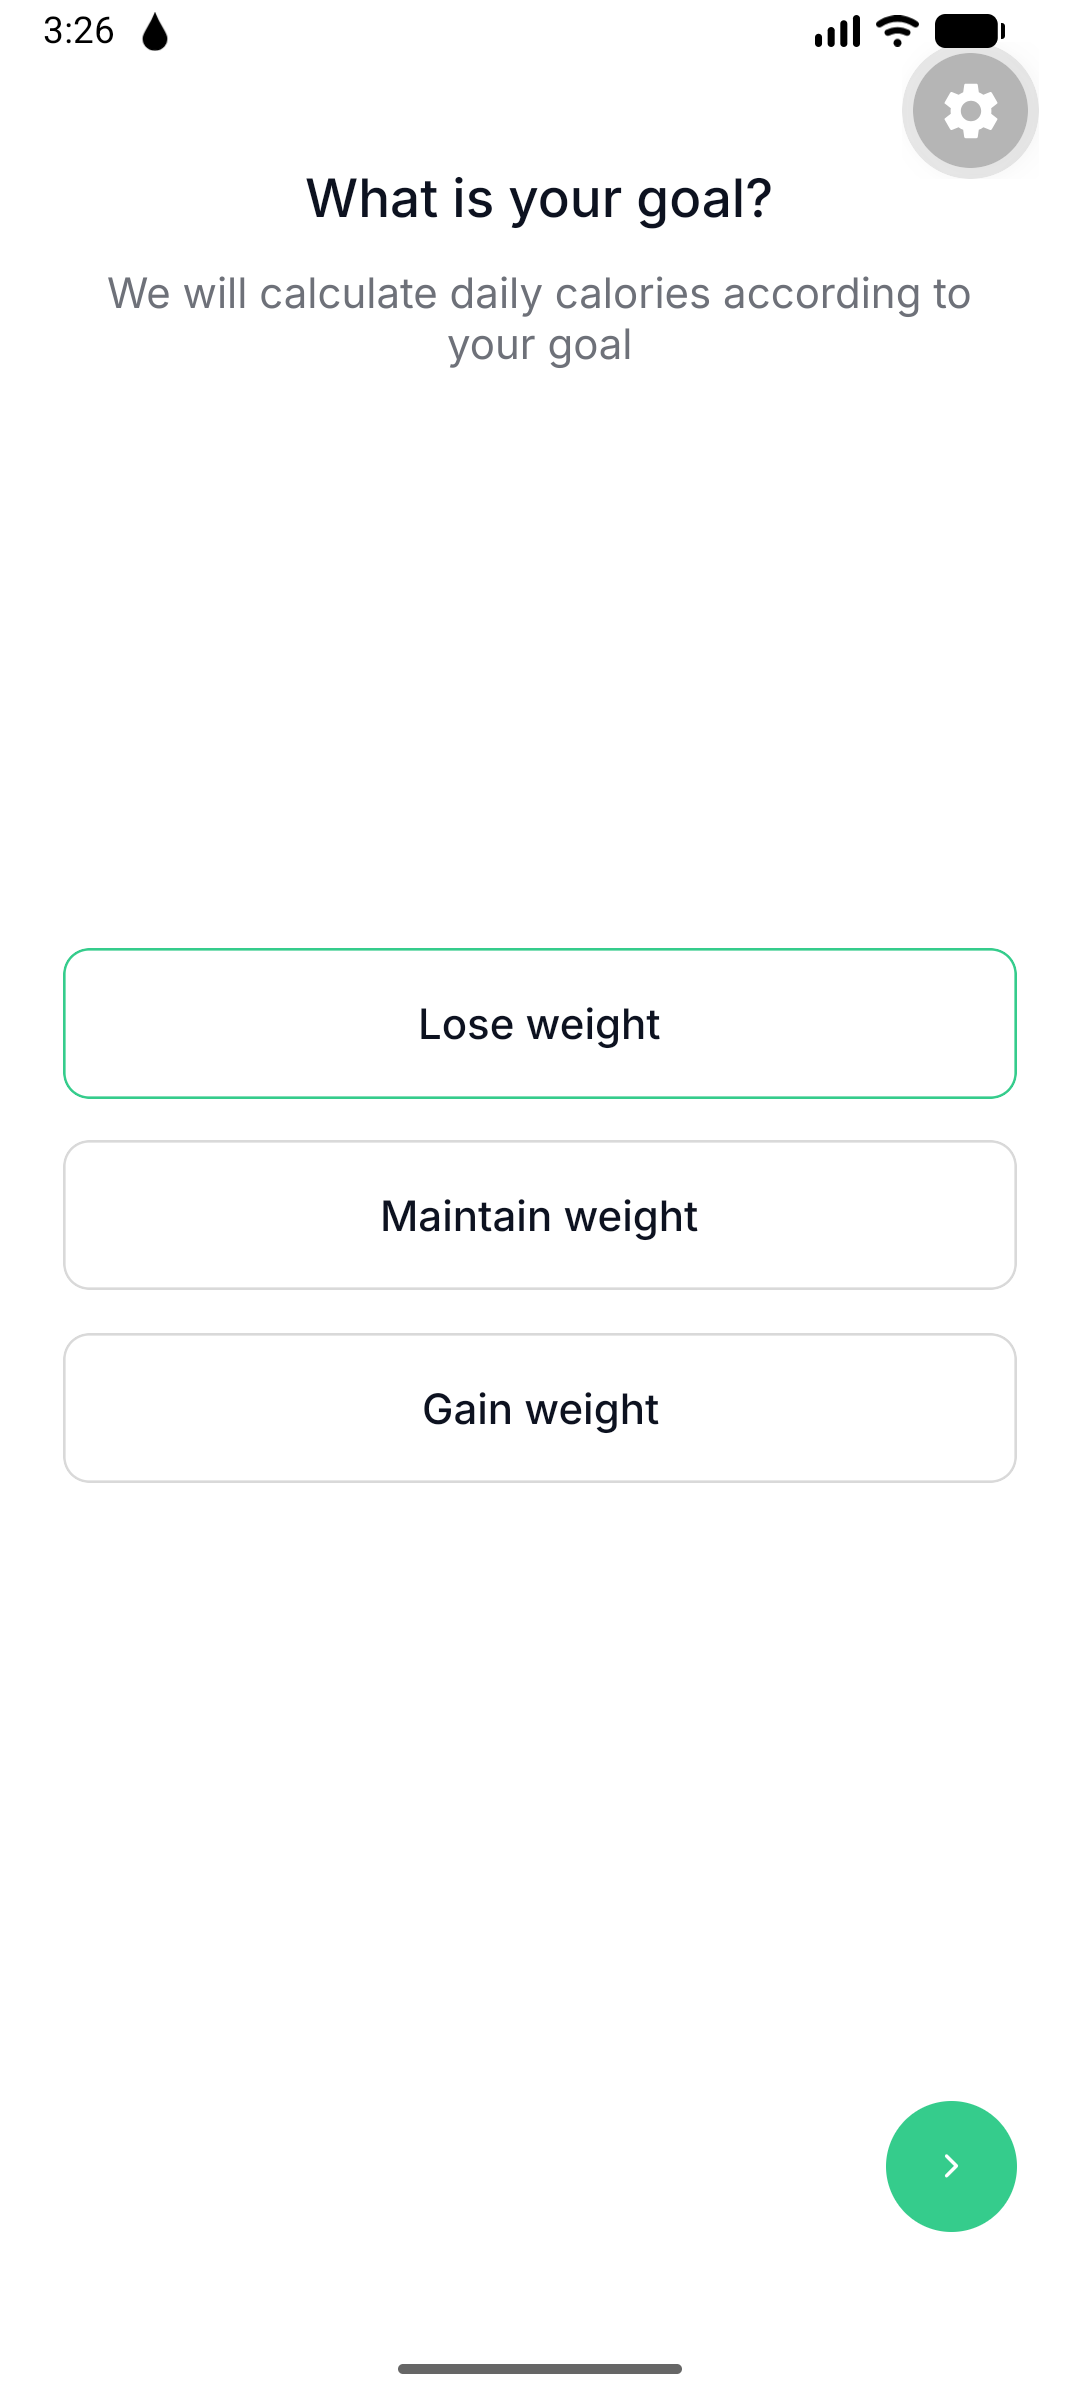 3:26
What is your goal?
We will calculate daily calories according to
your goal
Lose weight
Maintain weight
Gain weight